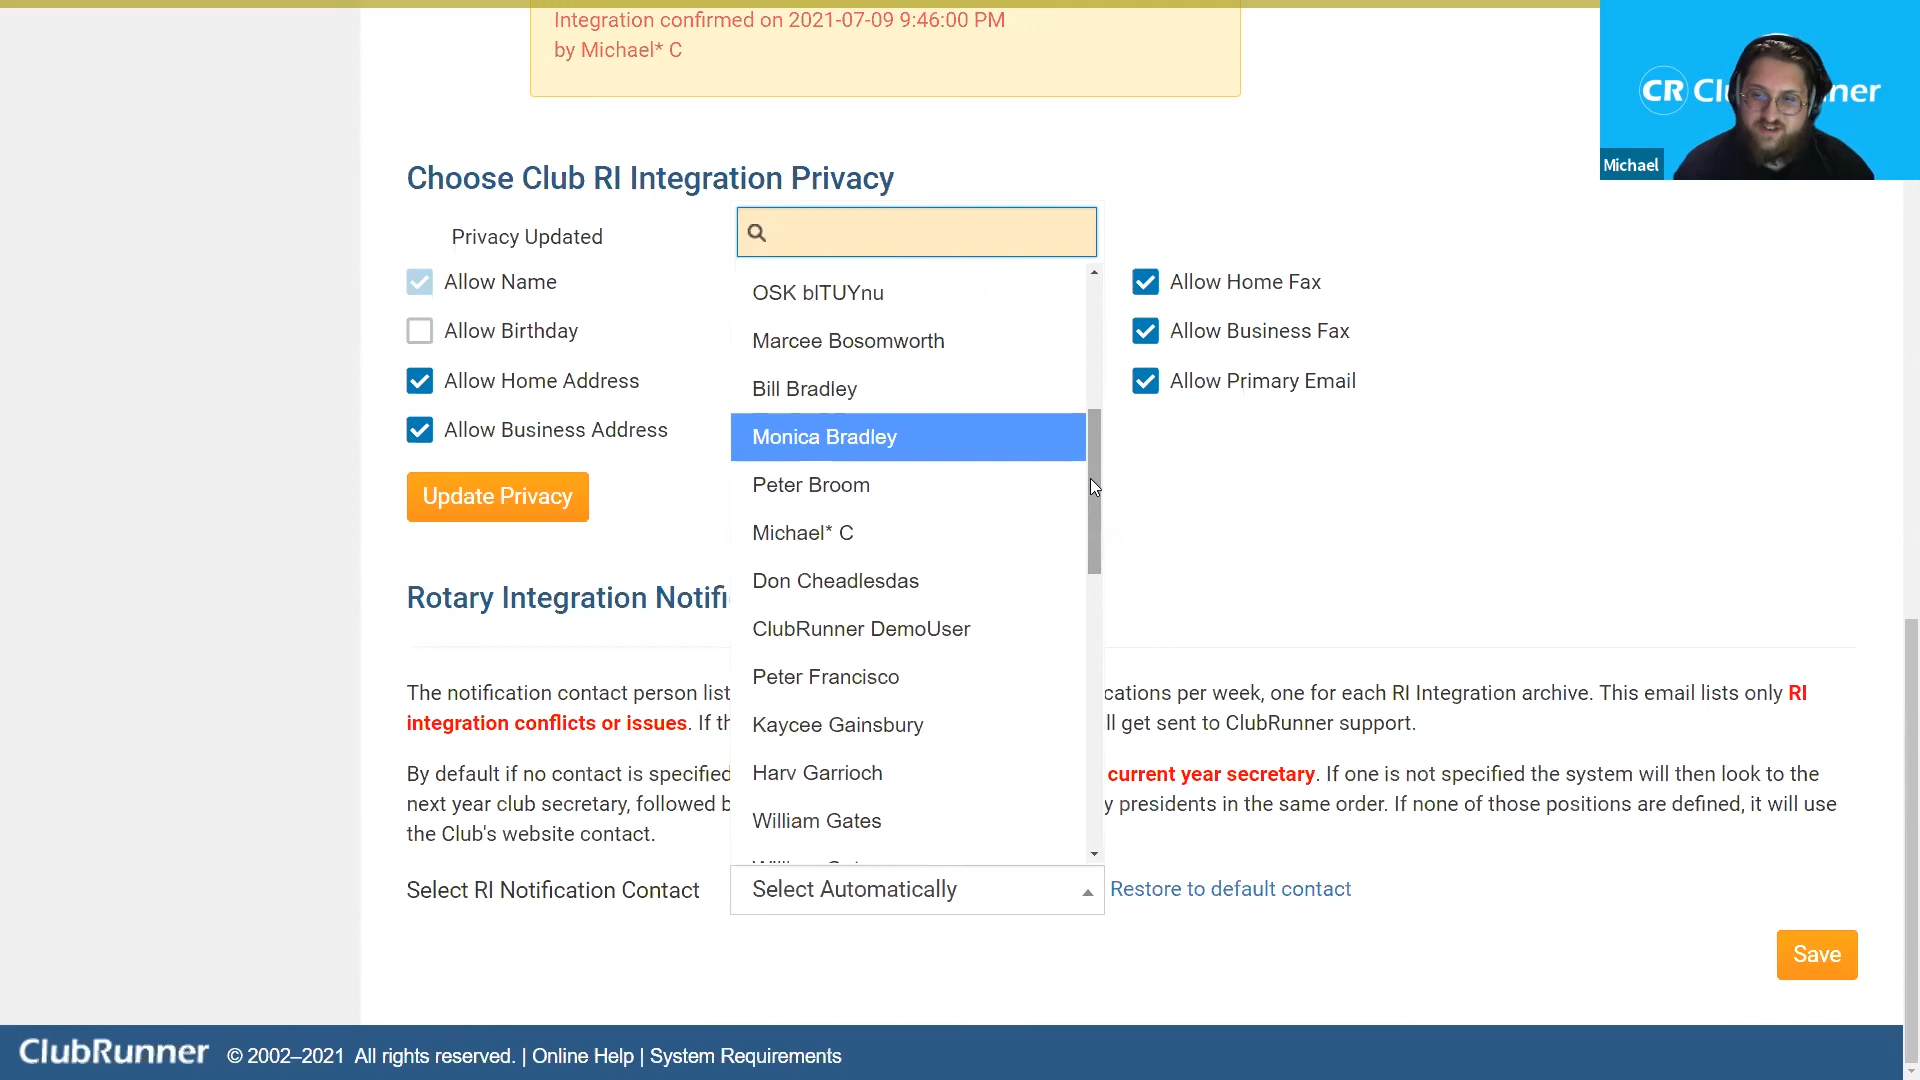 Integration confirmed on 2021-07-09 9:46:00 PM
by Michael* C
CR Cl ner
Michael
Choose Club RI Integration Privacy
Privacy Updated
Allow Name
Allow Home Fax
Allow Birthday
Allow Business Fax
Allow Home Address
Allow Primary Email
Allow Business Address
Update Privacy
OSK blTUYnu
Marcee Bosomworth
Bill Bradley
Monica Bradley
Peter Broom
Michael* C
Don Cheadlesdas
ClubRunner DemoUser
Peter Francisco
Kaycee Gainsbury
Harv Garrioch
William Gates
Rotary Integration Notifi
The notification contact person list cations per week, one for each RI Integration archive. This email lists only RI
integration conflicts or issues. If th ll get sent to ClubRunner support.
By default if no contact is specified current year secretary. If one is not specified the system will then look to the
next year club secretary, followed b y presidents in the same order. If none of those positions are defined, it will use
the Club's website contact.
Select RI Notification Contact
Select Automatically
Restore to default contact
Save
ClubRunner © 2002–2021 All rights reserved. | Online Help | System Requirements